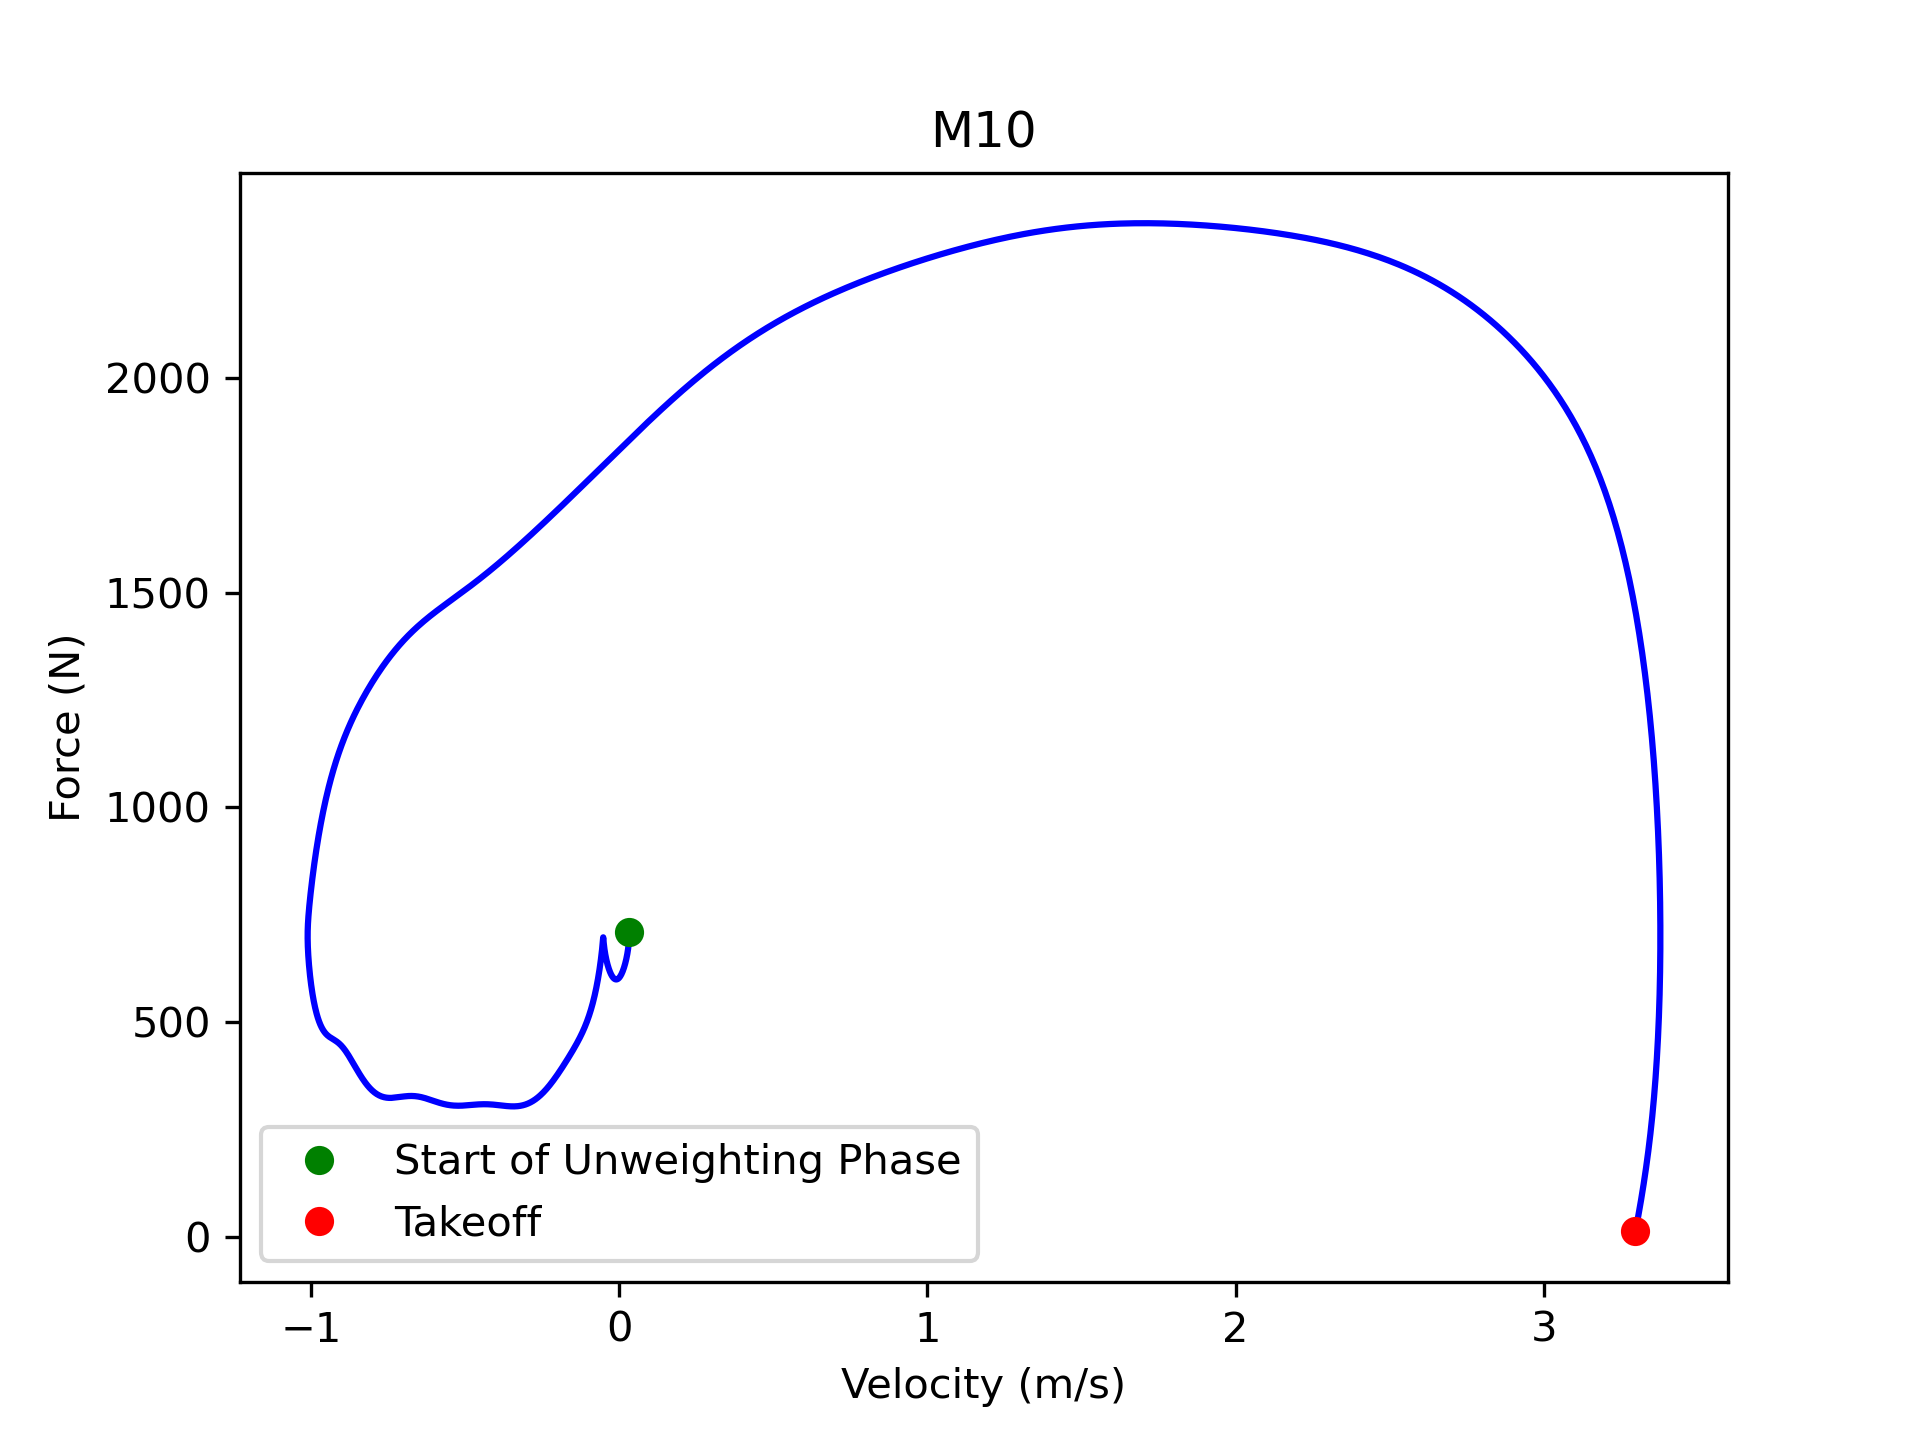 M10
2000
1500
1000
500
0
Force (N)
Start of Unweighting Phase
Takeoff
−1 0 1 2 3
Velocity (m/s)